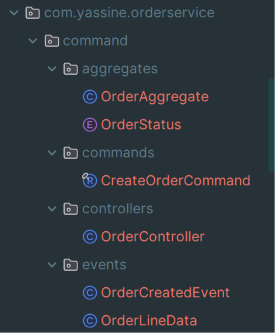 com.yassine.orderservice
command
aggregates
C OrderAggregate
E OrderStatus
commands
R CreateOrderCommand
controllers
C OrderController
events
C OrderCreatedEvent
C OrderLineData